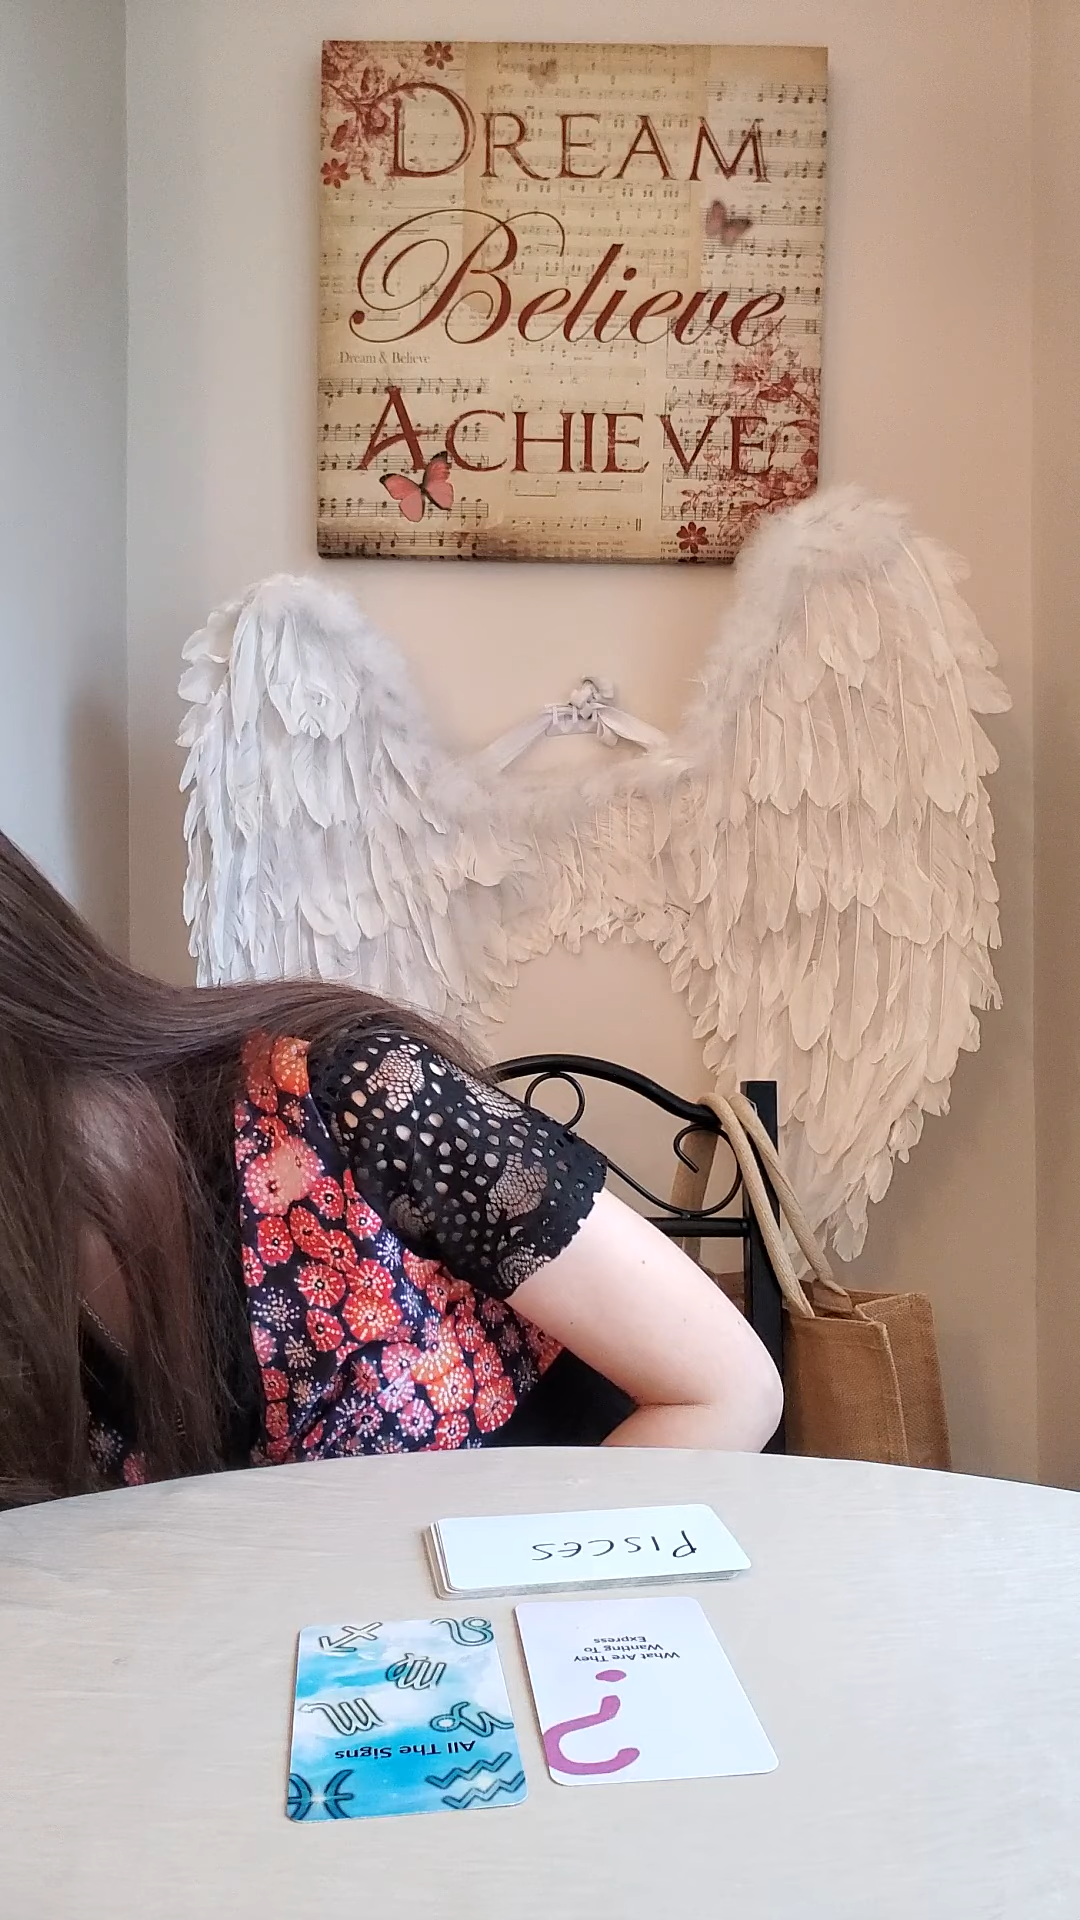 DREAM
Believe
Dream & Believe
ACHIEVE
PISCES
What Are They
Wanting To
Express
?
All The Signs